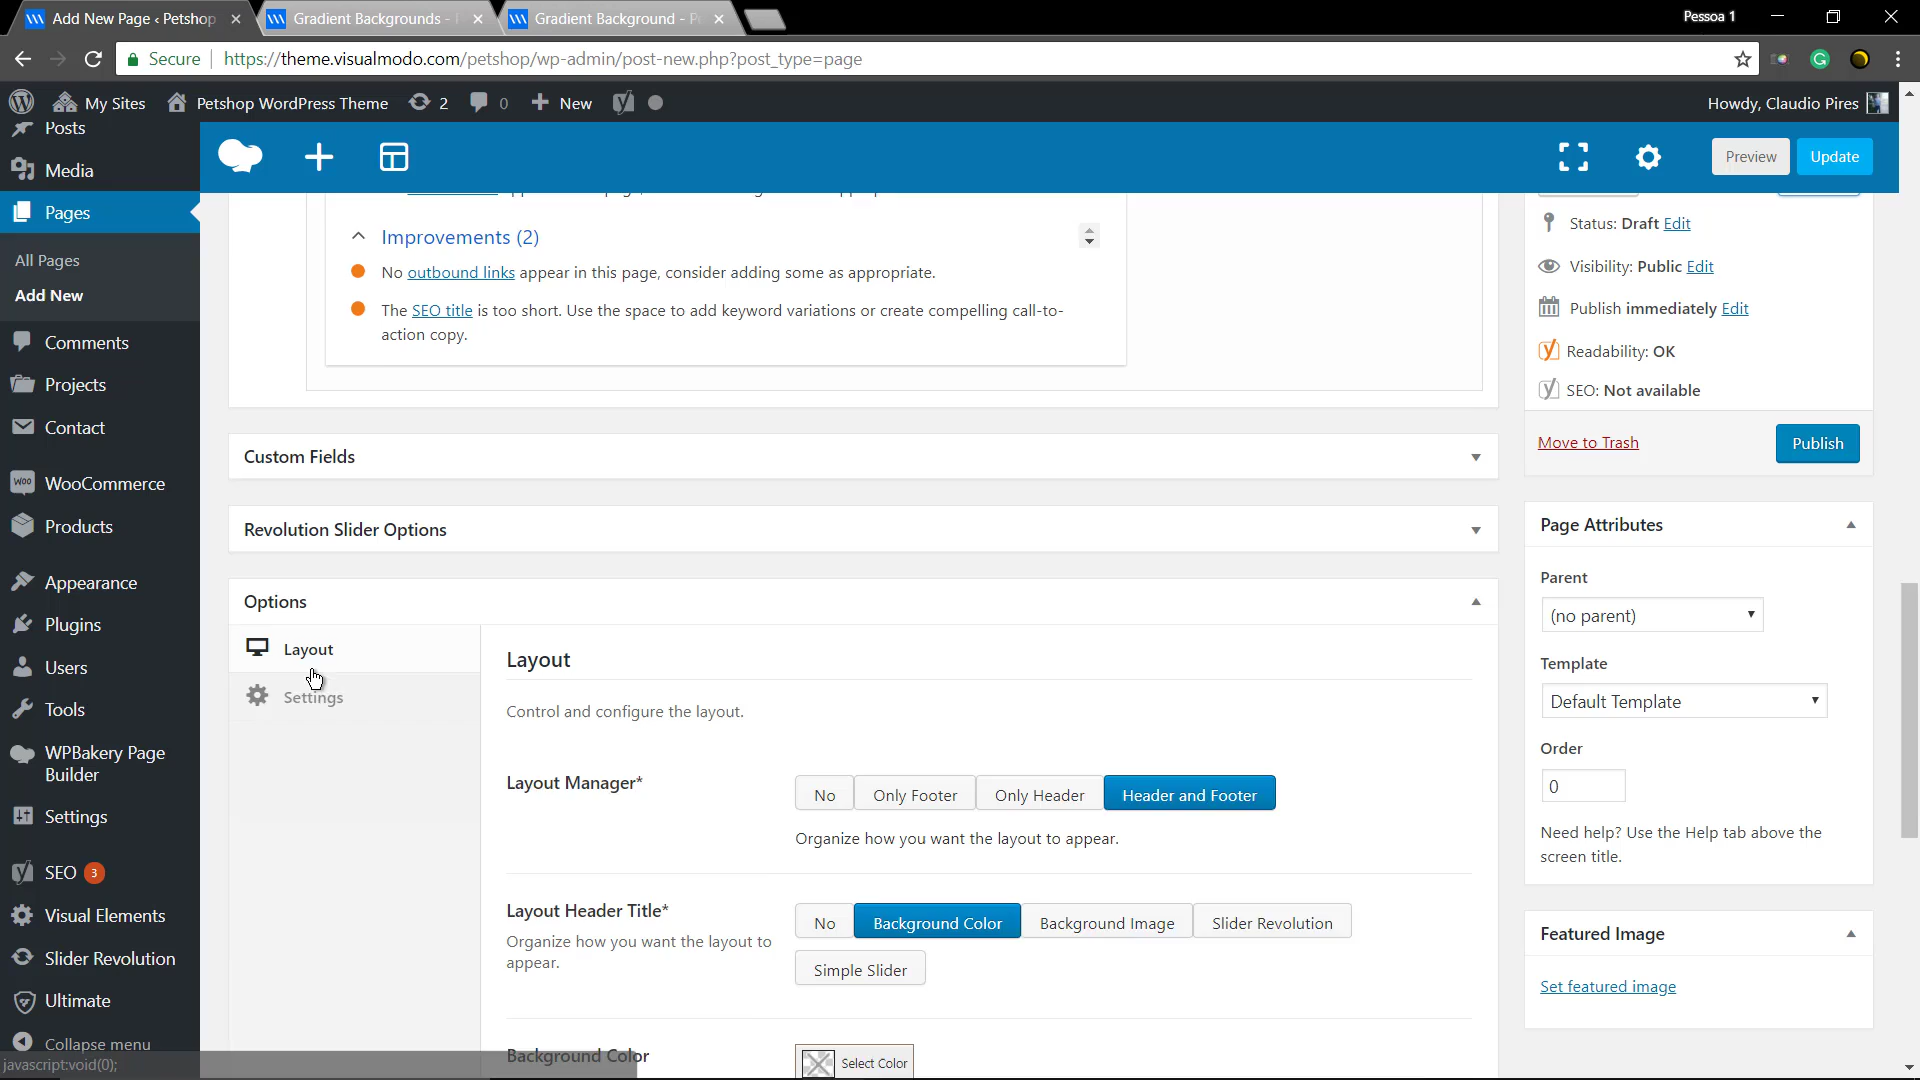 Add New Page ‹ Petshop
Gradient Backgrounds -
Gradient Background -
Pessoa 1
Secure
https://theme.visualmodo.com/petshop/wp-admin/post-new.php?post_type=page
My Sites
Petshop WordPress Theme
2
0
New
Howdy, Claudio Pires
Posts
Media
Pages
All Pages
Add New
Comments
Projects
Contact
WooCommerce
Products
Appearance
Plugins
Users
Tools
WPBakery Page
Builder
Settings
SEO 3
Visual Elements
Slider Revolution
Ultimate
Collapse menu
javascript:void(0);
Preview
Update
Improvements (2)
No outbound links appear in this page, consider adding some as appropriate.
The SEO title is too short. Use the space to add keyword variations or create compelling call-to-
action copy.
Custom Fields
Revolution Slider Options
Options
Layout
Settings
Layout
Control and configure the layout.
Layout Manager*
No
Only Footer
Only Header
Header and Footer
Organize how you want the layout to appear.
Layout Header Title*
Organize how you want the layout to
appear.
No
Background Color
Background Image
Slider Revolution
Simple Slider
Background Color
Select Color
Status: Draft Edit
Visibility: Public Edit
Publish immediately Edit
Readability: OK
SEO: Not available
Move to Trash
Publish
Page Attributes
Parent
(no parent)
Template
Default Template
Order
0
Need help? Use the Help tab above the
screen title.
Featured Image
Set featured image